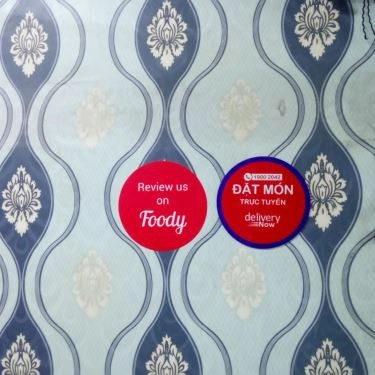 Review us
on
Foody
1900 2042
ĐẶT MÓN
TRỰC TUYẾN
delivery
Now